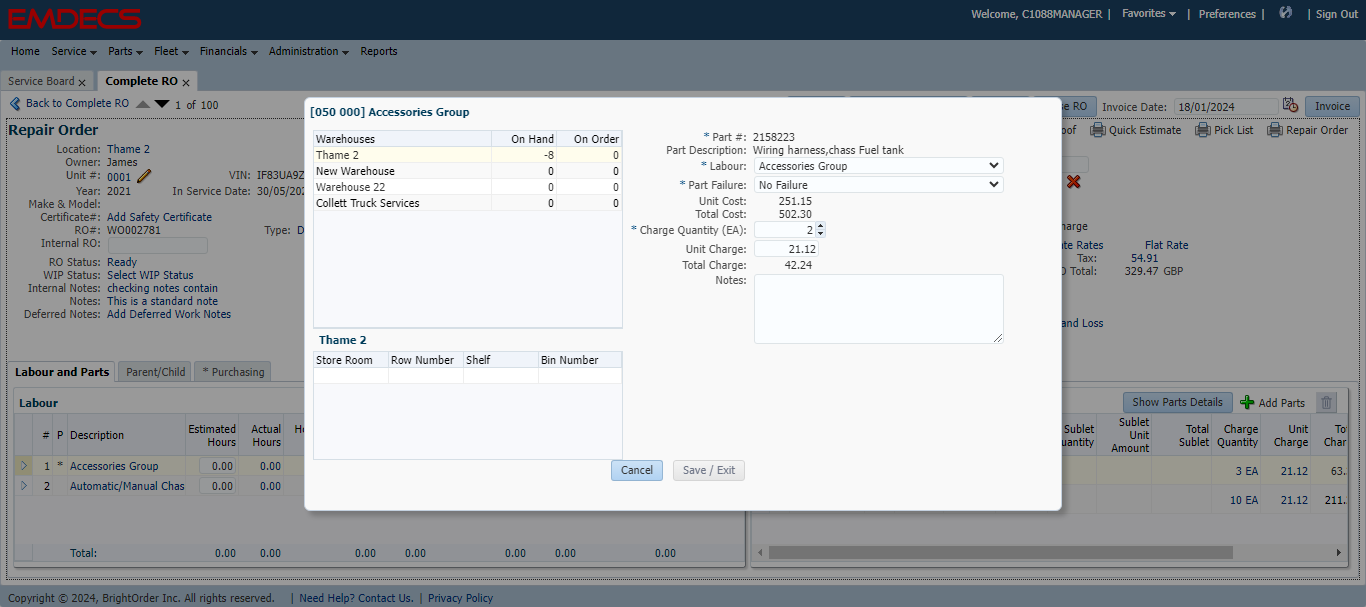 EMDECS
Welcome, C1088MANAGER | Favorites | Preferences | | Sign Out
Home Service Parts Fleet Financials Administration Reports
Service Board x Complete RO x
Back to Complete RO 1 of 100
RO Invoice Date: 18/01/2024 Invoice
Repair Order
Quick Estimate Pick List Repair Order
Location: Thame 2
Owner: James
Unit #: 0001 VIN: IF83UA9Z
Year: 2021 In Service Date: 30/05/202
Make & Model:
Certificate#: Add Safety Certificate
RO#: WO002781 Type: D
Internal RO:
RO Status: Ready
WIP Status: Select WIP Status
Internal Notes: checking notes contain
Notes: This is a standard note
Deferred Notes: Add Deferred Work Notes
harge
te Rates Flat Rate
Tax: 54.91
Total: 329.47 GBP
and Loss
[050 000] Accessories Group
Warehouses On Hand On Order
Thame 2 -8 0
New Warehouse 0 0
Warehouse 22 0 0
Collett Truck Services 0 0
Thame 2
Store Room Row Number Shelf Bin Number
* Part #: 2158223
Part Description: Wiring harness,chass Fuel tank
* Labour: Accessories Group
* Part Failure: No Failure
Unit Cost: 251.15
Total Cost: 502.30
* Charge Quantity (EA): 2
Unit Charge: 21.12
Total Charge: 42.24
Notes:
Cancel Save / Exit
Labour and Parts Parent/Child * Purchasing
Labour
# P Description Estimated Hours Actual Hours
1 * Accessories Group 0.00 0.00
2 Automatic/Manual Chas 0.00 0.00
Total: 0.00 0.00 0.00 0.00 0.00 0.00 0.00
Show Parts Details Add Parts
Sublet uantity Sublet Unit Amount Total Sublet Charge Quantity Unit Charge
3 EA 21.12 63.
10 EA 21.12 211.
Copyright © 2024, BrightOrder Inc. All rights reserved. | Need Help? Contact Us. | Privacy Policy